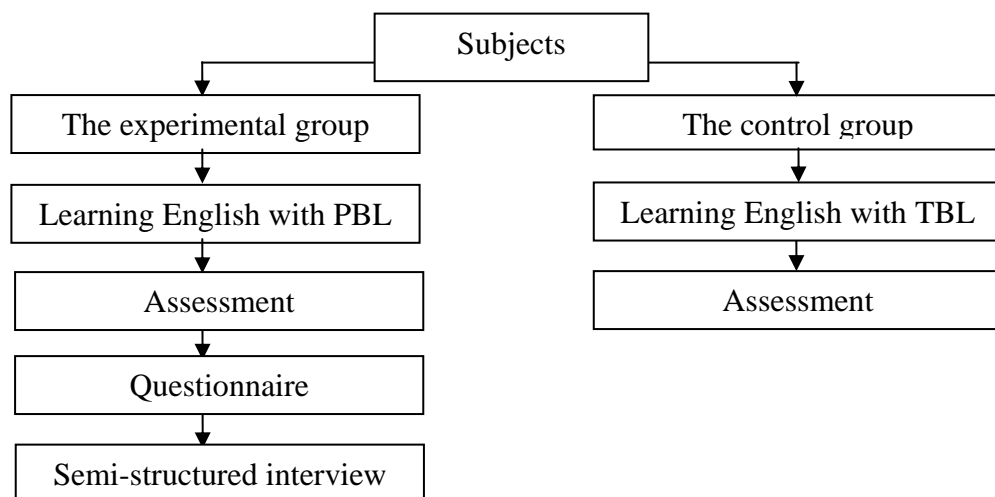 Subjects
The experimental group
The control group
Learning English with PBL
Learning English with TBL
Assessment
Assessment
Questionnaire
Semi-structured interview